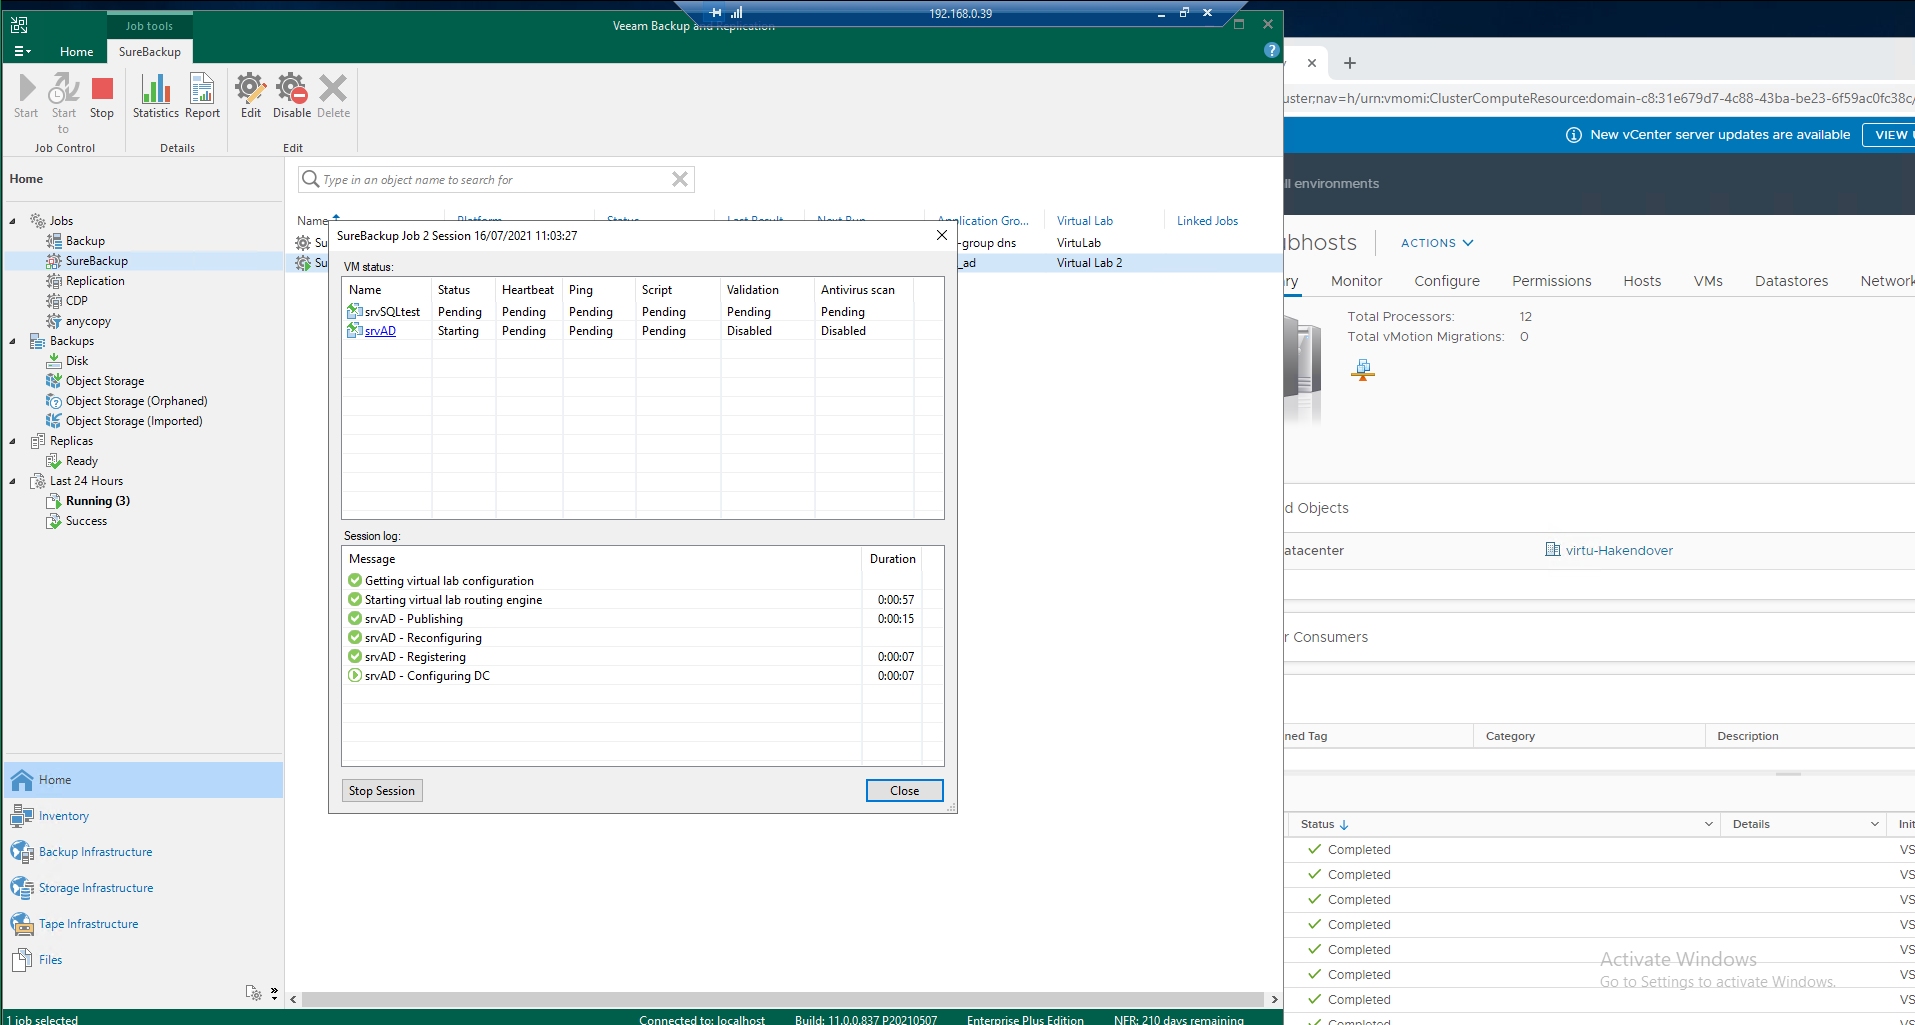 192.168.0.39
Job tools
Veeam Backup and Replication
Home
SureBackup
Start
Start to
Stop
Statistics
Report
Edit
Disable
Delete
Job Control
Details
Edit
Home
Jobs
Backup
SureBackup
Replication
CDP
anycopy
Backups
Disk
Object Storage
Object Storage (Orphaned)
Object Storage (Imported)
Replicas
Ready
Last 24 Hours
Running (3)
Success
Home
Inventory
Backup Infrastructure
Storage Infrastructure
Tape Infrastructure
Files
1 job selected
Type in an object name to search for
Name Platform Status Last Result Next Run Application Gro... Virtual Lab Linked Jobs
Su -group dns VirtuLab
Su _ad Virtual Lab 2
SureBackup Job 2 Session 16/07/2021 11:03:27
VM status:
Name Status Heartbeat Ping Script Validation Antivirus scan
srvSQLtest Pending Pending Pending Pending Pending Pending
srvAD Starting Pending Pending Pending Disabled Disabled
Session log:
Message Duration
Getting virtual lab configuration
Starting virtual lab routing engine 0:00:57
srvAD - Publishing 0:00:15
srvAD - Reconfiguring
srvAD - Registering 0:00:07
srvAD - Configuring DC 0:00:07
Stop Session
Close
Connected to: localhost Build: 11.0.0.837 P20210507 Enterprise Plus Edition NFR: 210 days remaining
uster;nav=h/urn:vmomi:ClusterComputeResource:domain-c8:31e679d7-4c88-43ba-be23-6f59ac0fc38c/
New vCenter server updates are available
VIEW
ll environments
bhosts
ACTIONS
ry Monitor Configure Permissions Hosts VMs Datastores Network
Total Processors: 12
Total vMotion Migrations: 0
d Objects
atacenter virtu-Hakendover
r Consumers
ned Tag Category Description
Status Details Init
Completed VS
Completed VS
Completed VS
Completed VS
Completed VS
Completed VS
Completed VS
Completed VS
Activate Windows
Go to Settings to activate Windows.